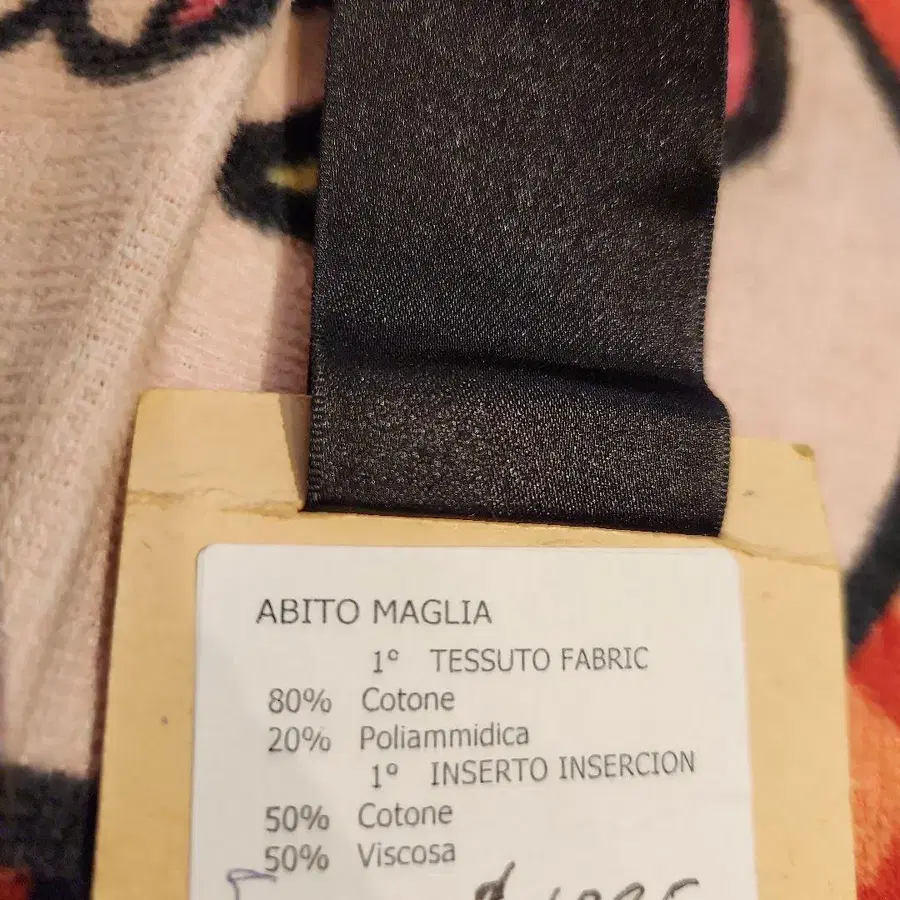 ABITO MAGLIA
1° TESSUTO FABRIC
80% Cotone
20% Poliammidica
1° INSERTO INSERCION
50% Cotone
50% Viscosa